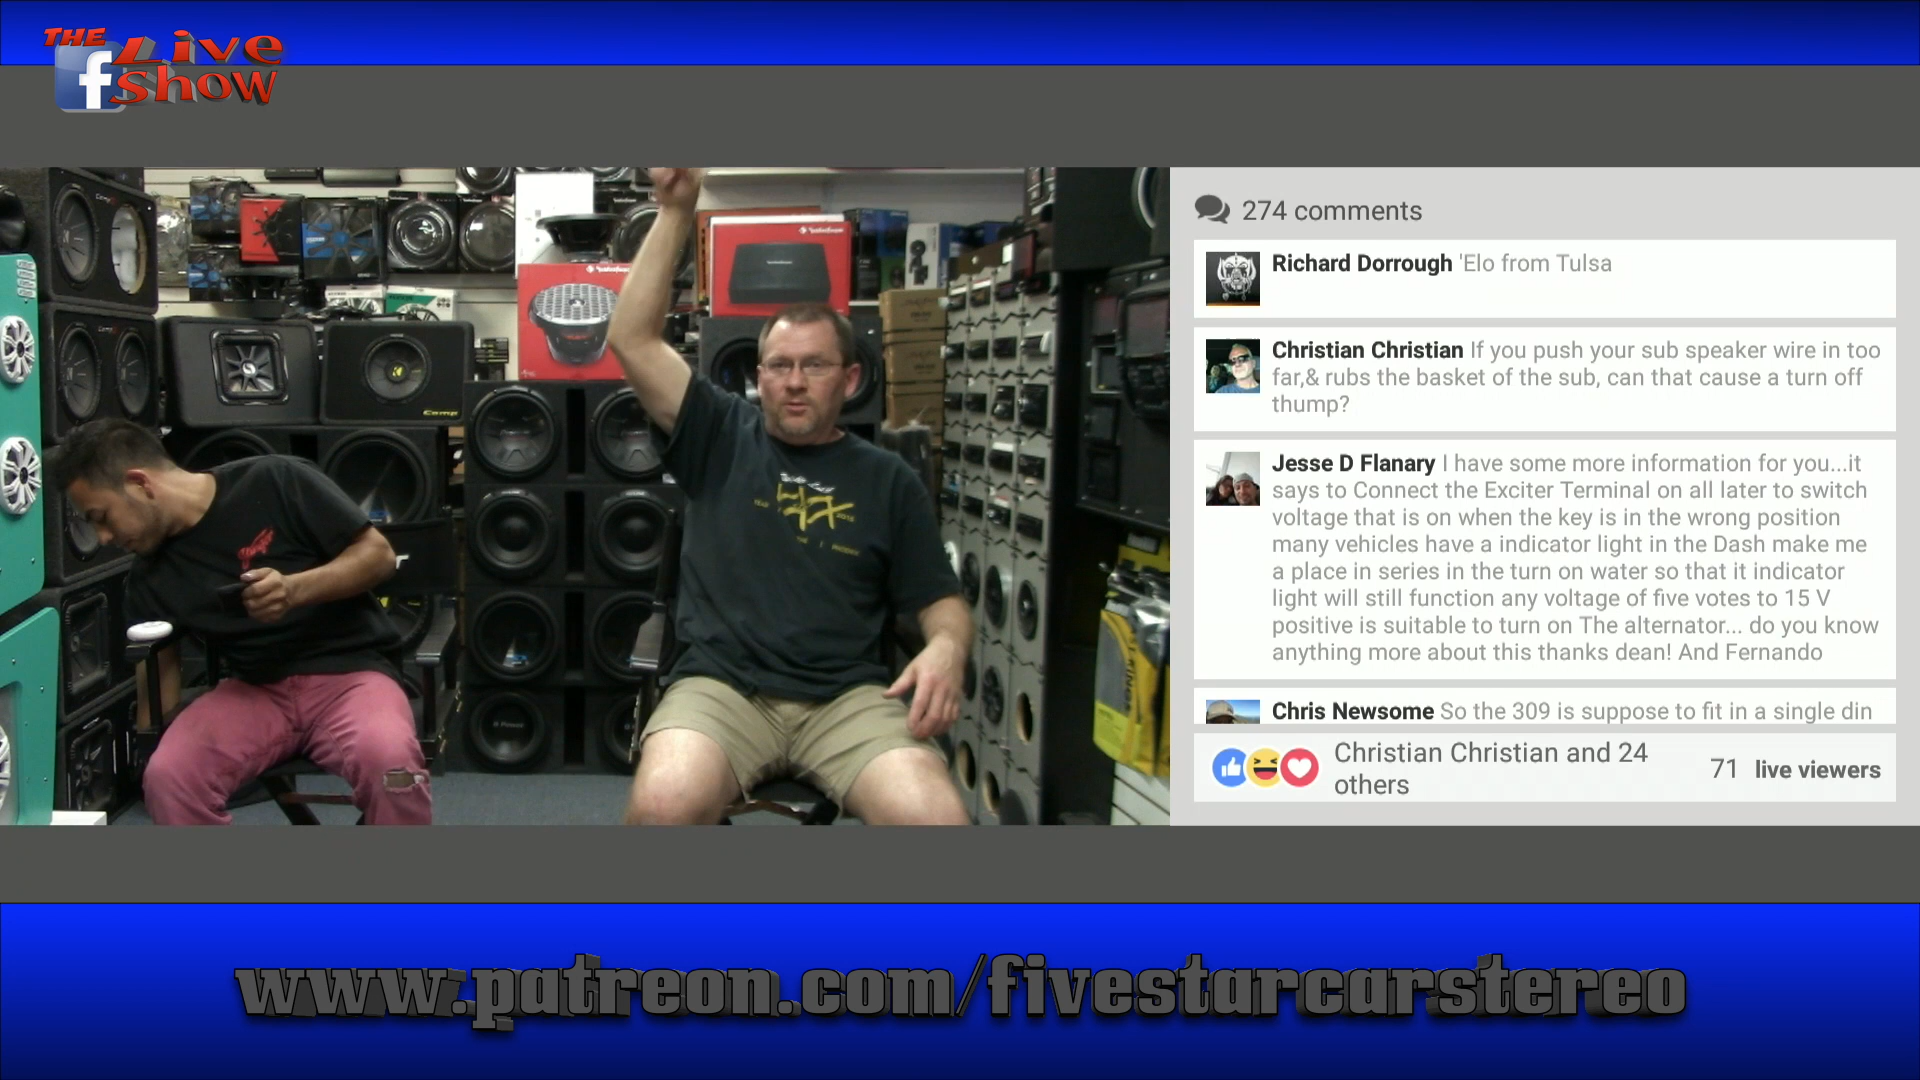 THE
Live
f Show
274 comments
Richard Dorrough 'Elo from Tulsa
Christian Christian If you push your sub speaker wire in too
far,& rubs the basket of the sub, can that cause a turn off
thump?
Jesse D Flanary I have some more information for you...it
says to Connect the Exciter Terminal on all later to switch
voltage that is on when the key is in the wrong position
many vehicles have a indicator light in the Dash make me
a place in series in the turn on water so that it indicator
light will still function any voltage of five votes to 15 V
positive is suitable to turn on The alternator... do you know
anything more about this thanks dean! And Fernando
Chris Newsome So the 309 is suppose to fit in a single din
Christian Christian and 24
others
71 live viewers
www.patreon.com/fivestarcarstereo